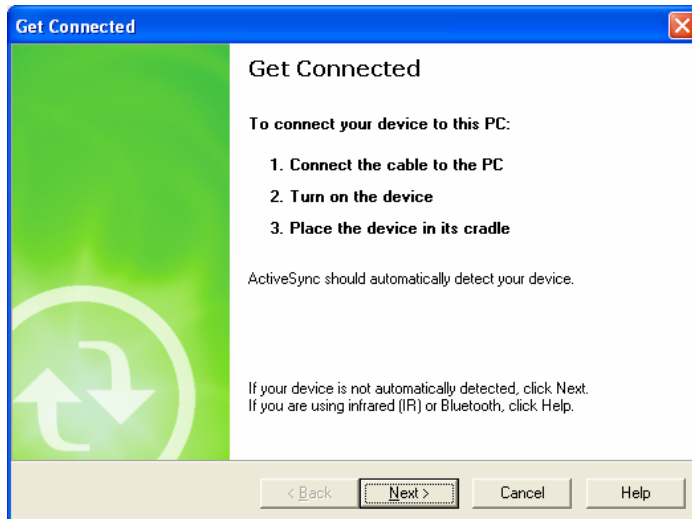 Get Connected
Get Connected
To connect your device to this PC:
1. Connect the cable to the PC
2. Turn on the device
3. Place the device in its cradle
ActiveSync should automatically detect your device.
If your device is not automatically detected, click Next.
If you are using infrared (IR) or Bluetooth, click Help.
< Back Next > Cancel Help